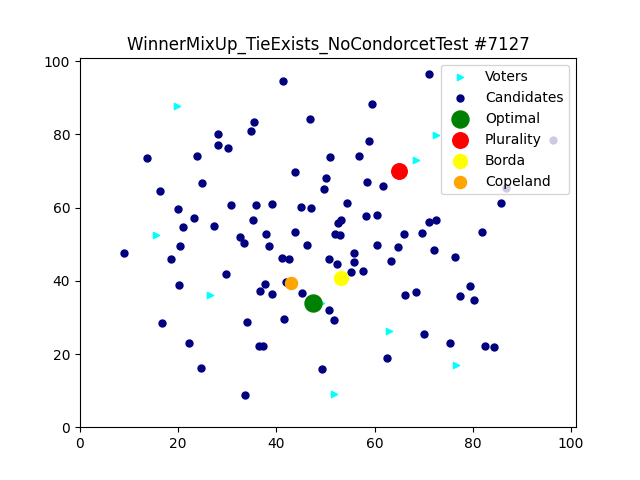 WinnerMixUp_TieExists_NoCondorcetTest #7127
Voters
Candidates
Optimal
Plurality
Borda
Copeland
100
80
60
40
20
0
0 20 40 60 80 100